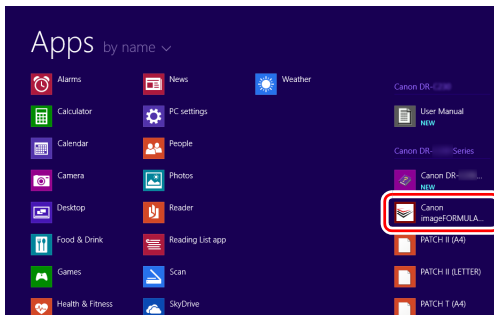 Apps by name
Alarms
Calculator
Calendar
Camera
Desktop
Food & Drink
Games
Health & Fitness
News
PC settings
People
Photos
Reader
Reading List app
Scan
SkyDrive
Weather
Canon DR-
User Manual
NEW
Canon DR- Series
Canon DR- ...
NEW
Canon
imageFORMULA...
PATCH II (A4)
PATCH II (LETTER)
PATCH T (A4)